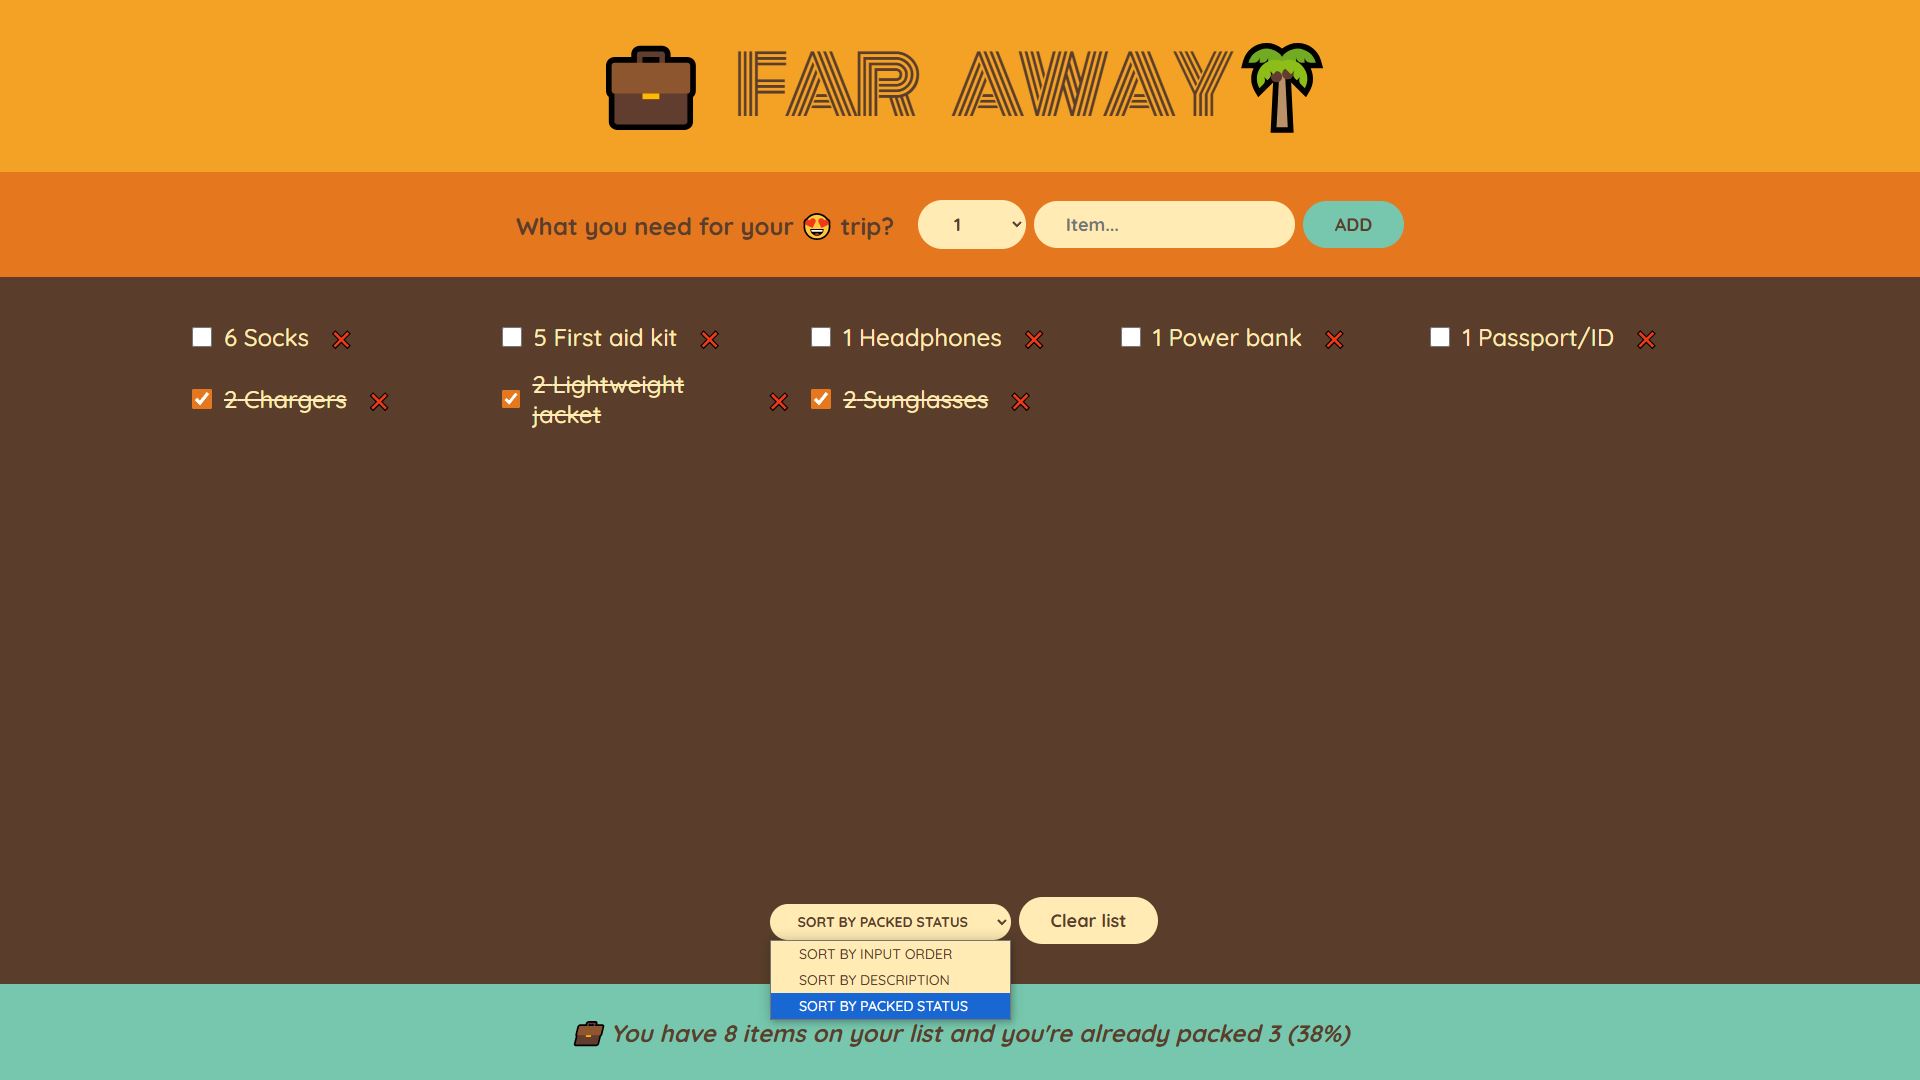 FAR AWAY
What you need for your 😍 trip?
1
Item...
ADD
6 Socks
5 First aid kit
1 Headphones
1 Power bank
1 Passport/ID
2 Chargers
2 Lightweight
jacket
2 Sunglasses
SORT BY PACKED STATUS
Clear list
SORT BY INPUT ORDER
SORT BY DESCRIPTION
SORT BY PACKED STATUS
You have 8 items on your list and you're already packed 3 (38%)